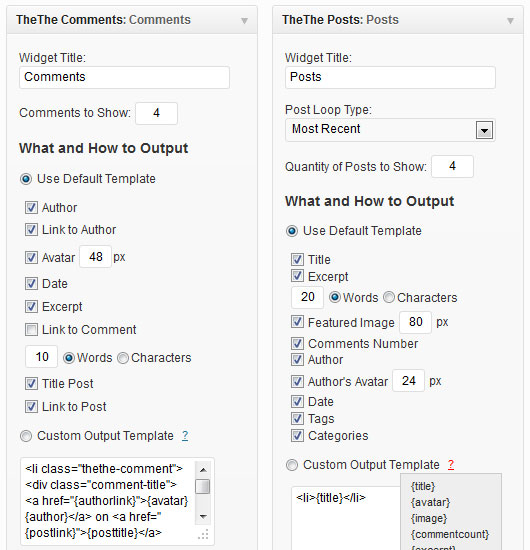 TheThe Comments: Comments
Widget Title:
Comments
Comments to Show: 4
What and How to Output
Use Default Template
Author
Link to Author
Avatar 48 px
Date
Excerpt
Link to Comment
10 Words Characters
Title Post
Link to Post
Custom Output Template ?
<li class="thethe-comment">
<div class="comment-title">
<a href="{authorlink}">{avatar}
{author}</a> on <a href="
{postlink}">{posttitle}</a>
TheThe Posts: Posts
Widget Title:
Posts
Post Loop Type:
Most Recent
Quantity of Posts to Show: 4
What and How to Output
Use Default Template
Title
Excerpt
20 Words Characters
Featured Image 80 px
Comments Number
Author
Author's Avatar 24 px
Date
Tags
Categories
Custom Output Template ?
<li>{title}</li>
{title}
{avatar}
{image}
{commentcount}
{excerpt}